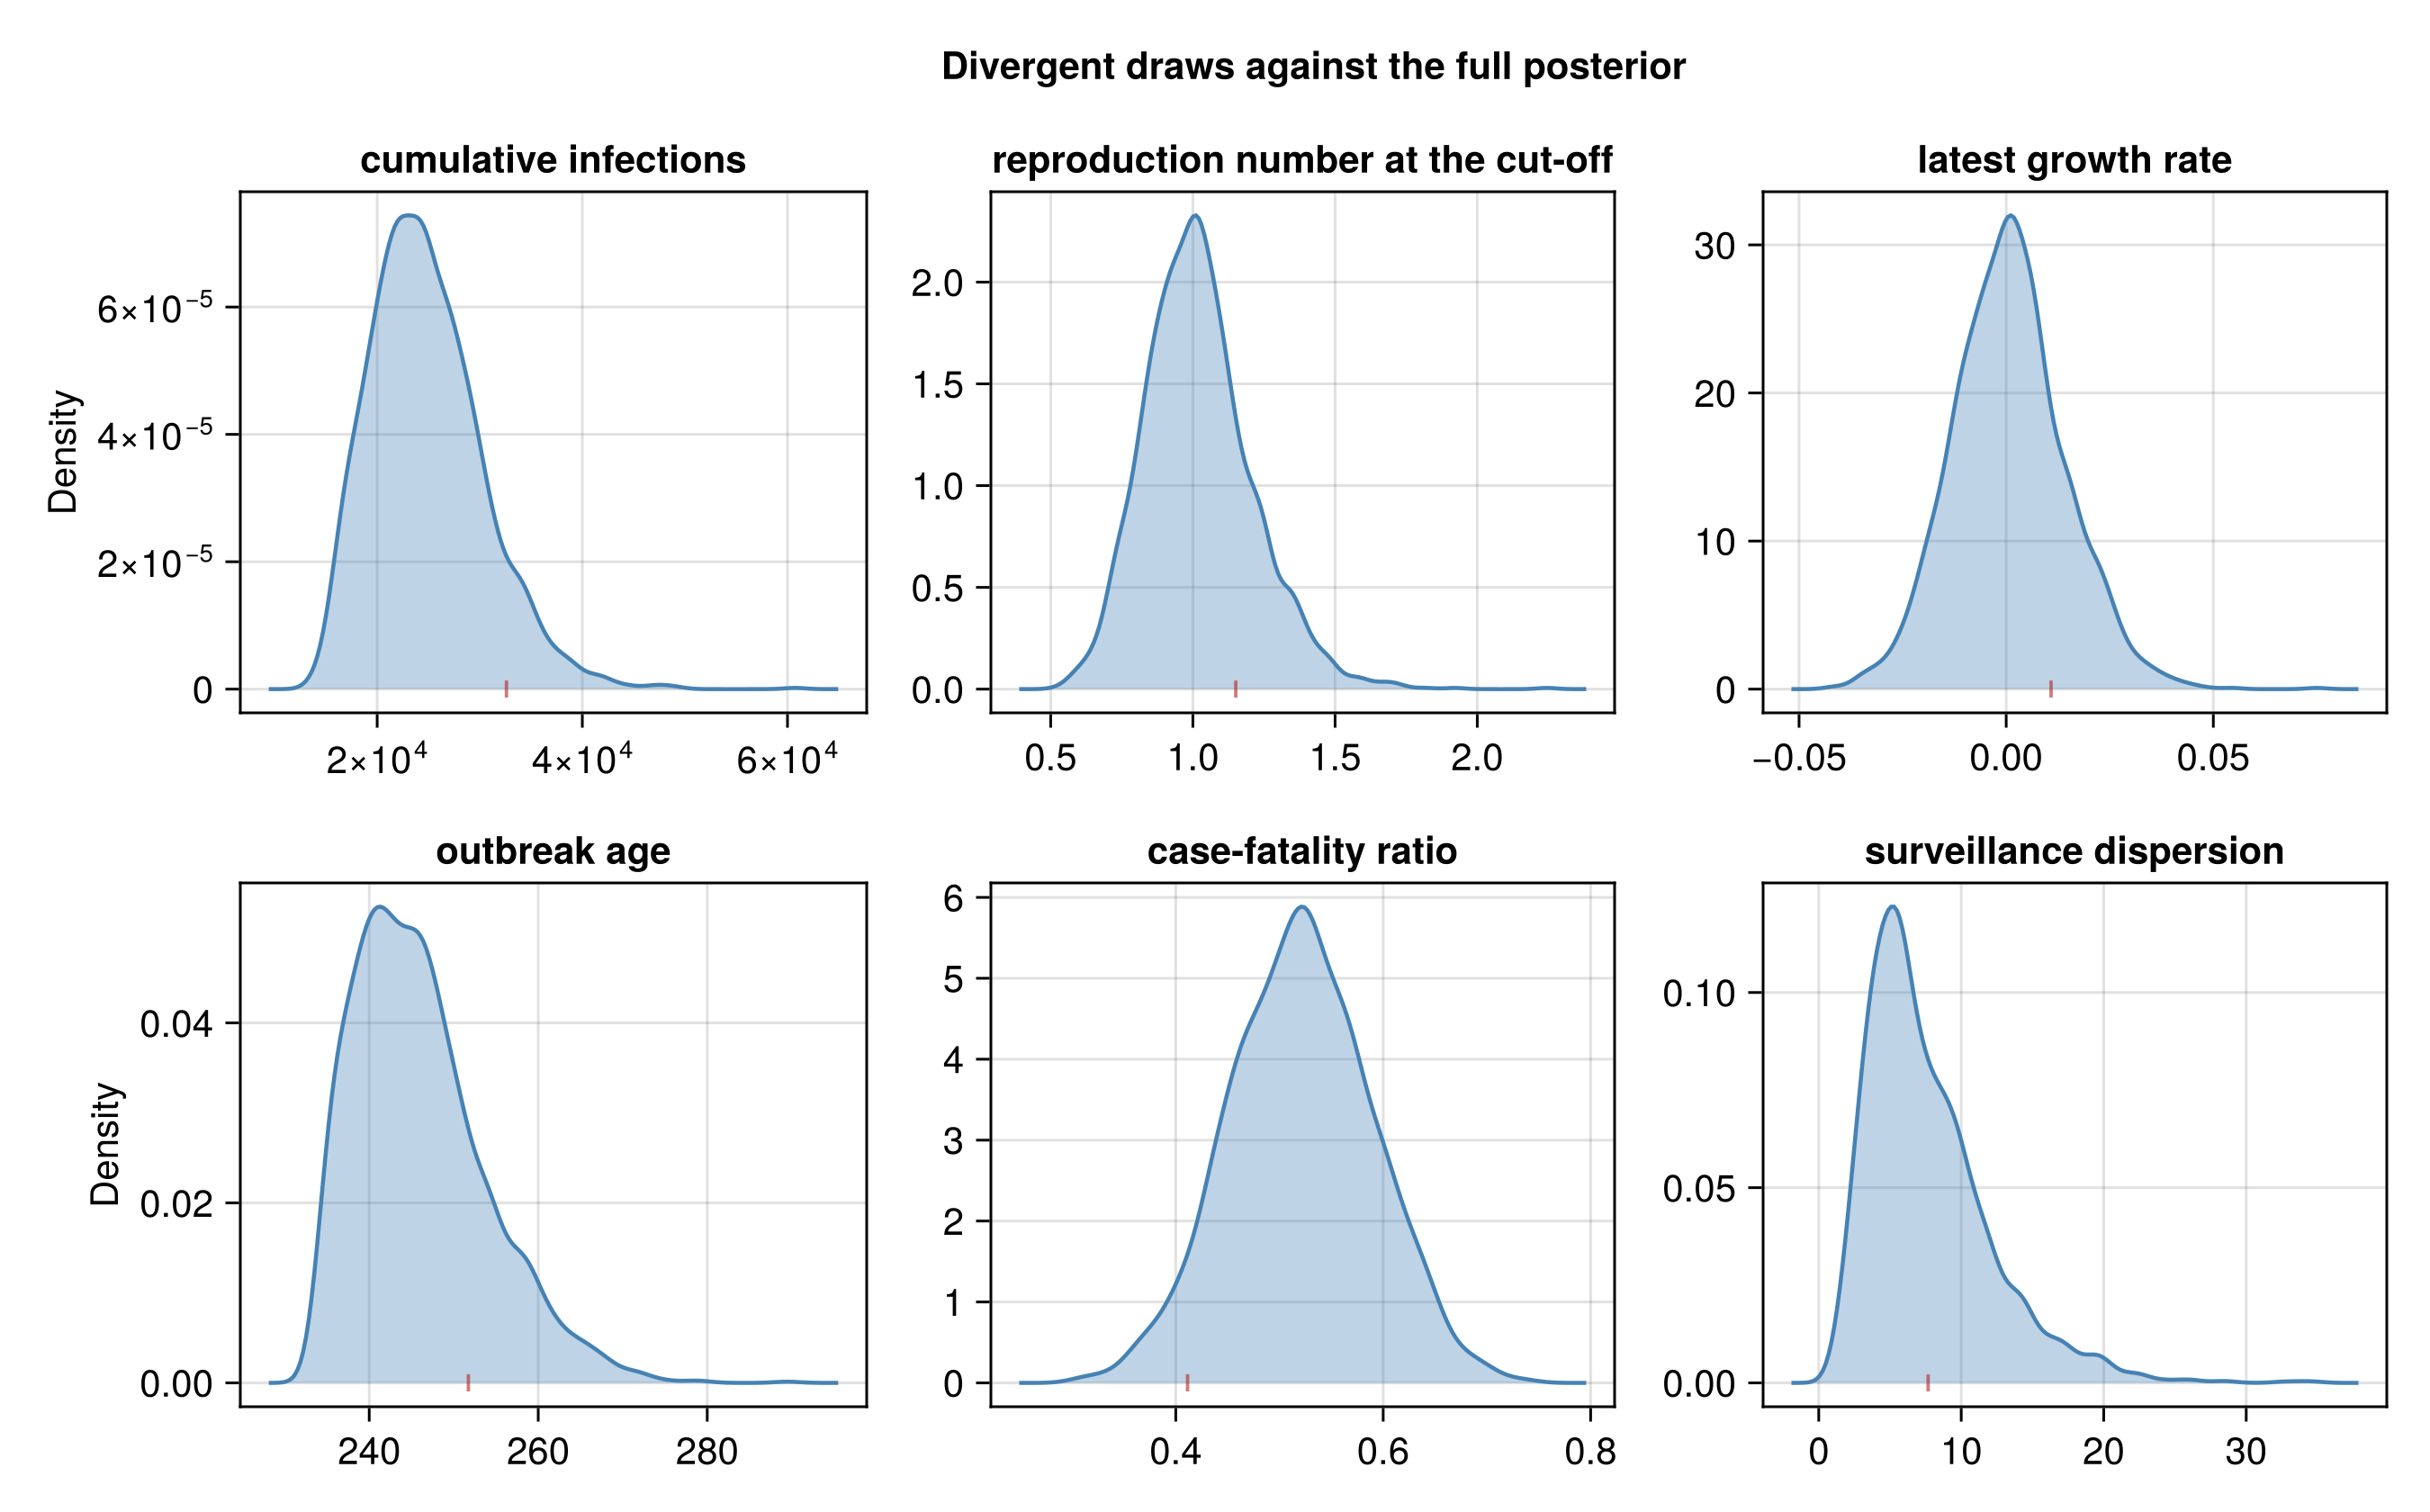 Divergent draws against the full posterior
cumulative infections
Density
6×10⁻⁵
4×10⁻⁵
2×10⁻⁵
0
2×10⁴ 4×10⁴ 6×10⁴
reproduction number at the cut-off
2.0
1.5
1.0
0.5
0.0
0.5 1.0 1.5 2.0
latest growth rate
30
20
10
0
−0.05 0.00 0.05
outbreak age
Density
0.04
0.02
0.00
240 260 280
case-fatality ratio
6
5
4
3
2
1
0
0.4 0.6 0.8
surveillance dispersion
0.10
0.05
0.00
0 10 20 30